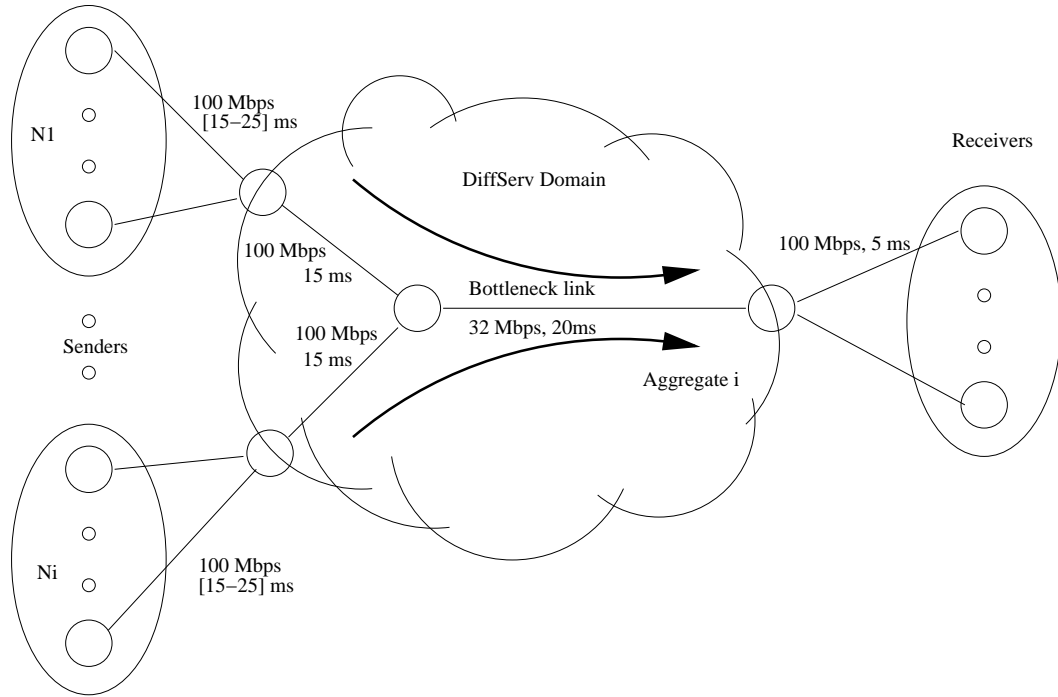 N1
100 Mbps
[15−25] ms
Receivers
DiffServ Domain
100 Mbps
15 ms
100 Mbps, 5 ms
Bottleneck link
32 Mbps, 20ms
100 Mbps
15 ms
Senders
Aggregate i
Ni
100 Mbps
[15−25] ms